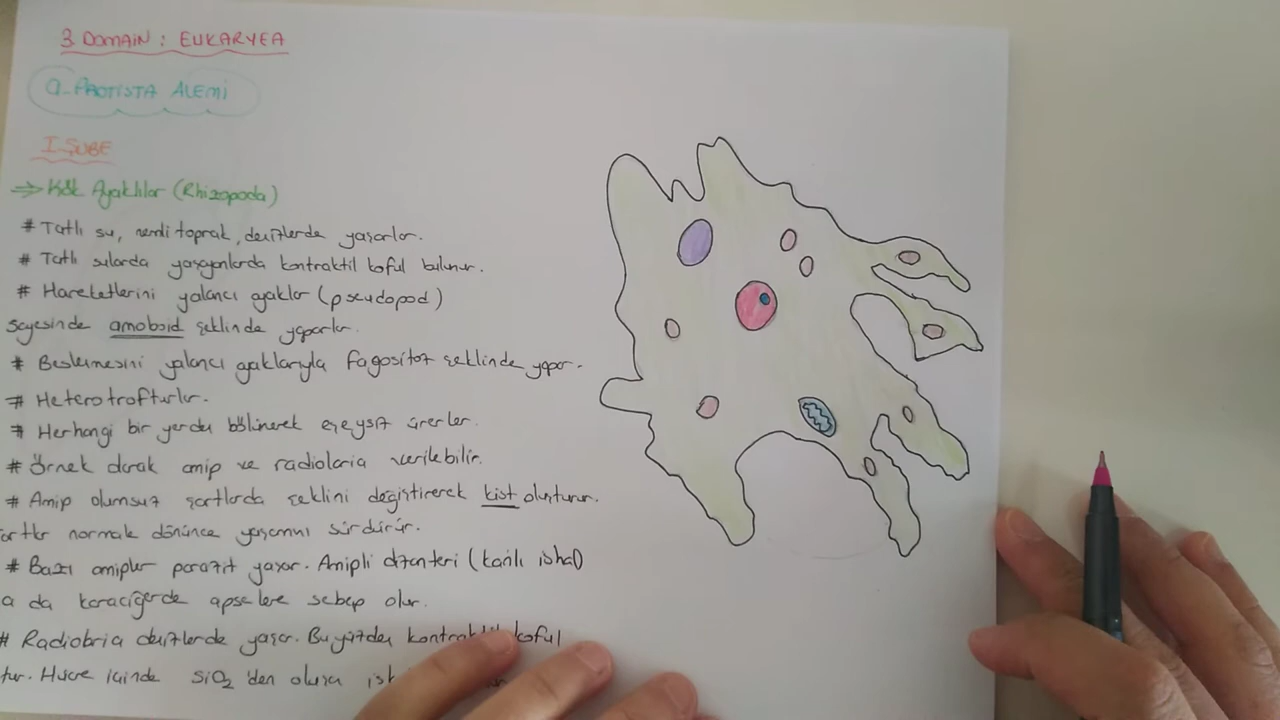 3. DOMAIN : EUKARYEA
a-PROTISTA ALEMİ
I. ŞUBE
⇒ Kök Ayaklılar (Rhizopoda)
# Tatlı su, nemli toprak, denizlerde yaşarlar.
# Tatlı sularda yaşayanlarda kontraktil koful bulunur.
# Hareketlerini yalancı ayaklar (pseudopod)
sayesinde amoboid şeklinde yaparlar.
# Beslenmesini yalancı ayaklarıyla fagositoz şeklinde yapar.
# Heterotrofturlar.
# Herhangi bir yerden bölünerek eşeysiz ürerler.
# Örnek olarak amip ve radiolaria verilebilir.
# Amip olumsuz şartlarda şeklini değiştirerek kist oluşturur.
artlar normale dönünce yaşamını sürdürür.
# Bazı amipler parazit yaşar. Amipli dizanteri (kanlı ishal)
a da karaciğerde apselere sebep olur.
# Radiolaria denizlerde yaşar. Bu yüzden kontraktil koful
tur. Hücre içinde SiO₂'den oluşa